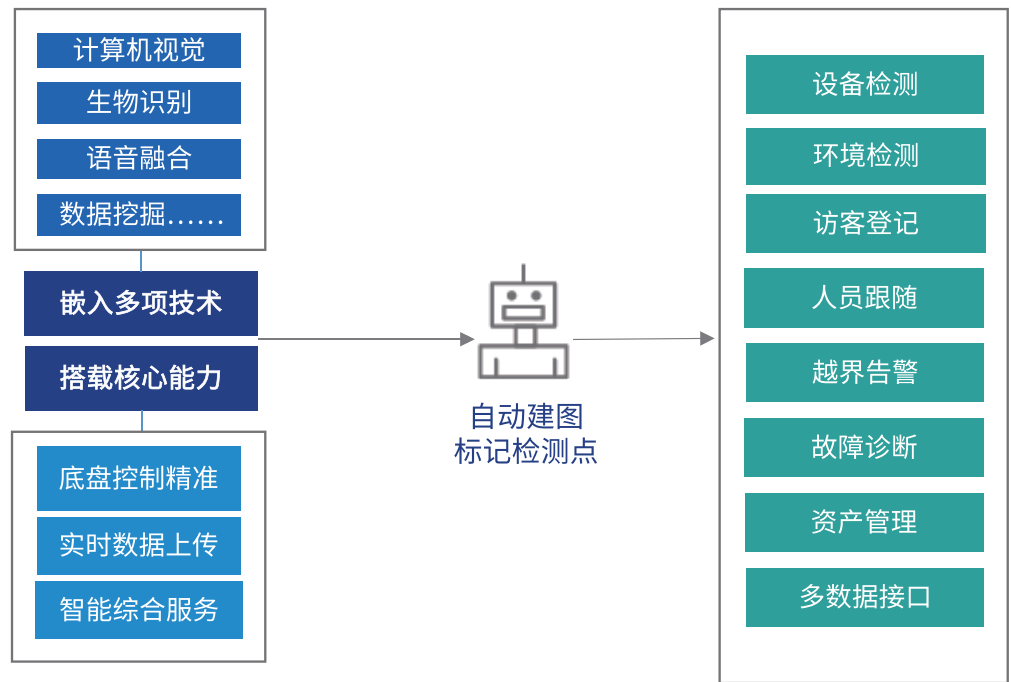 计算机视觉
生物识别
语音融合
数据挖掘……
嵌入多项技术
搭载核心能力
底盘控制精准
实时数据上传
智能综合服务
自动建图
标记检测点
设备检测
环境检测
访客登记
人员跟随
越界告警
故障诊断
资产管理
多数据接口